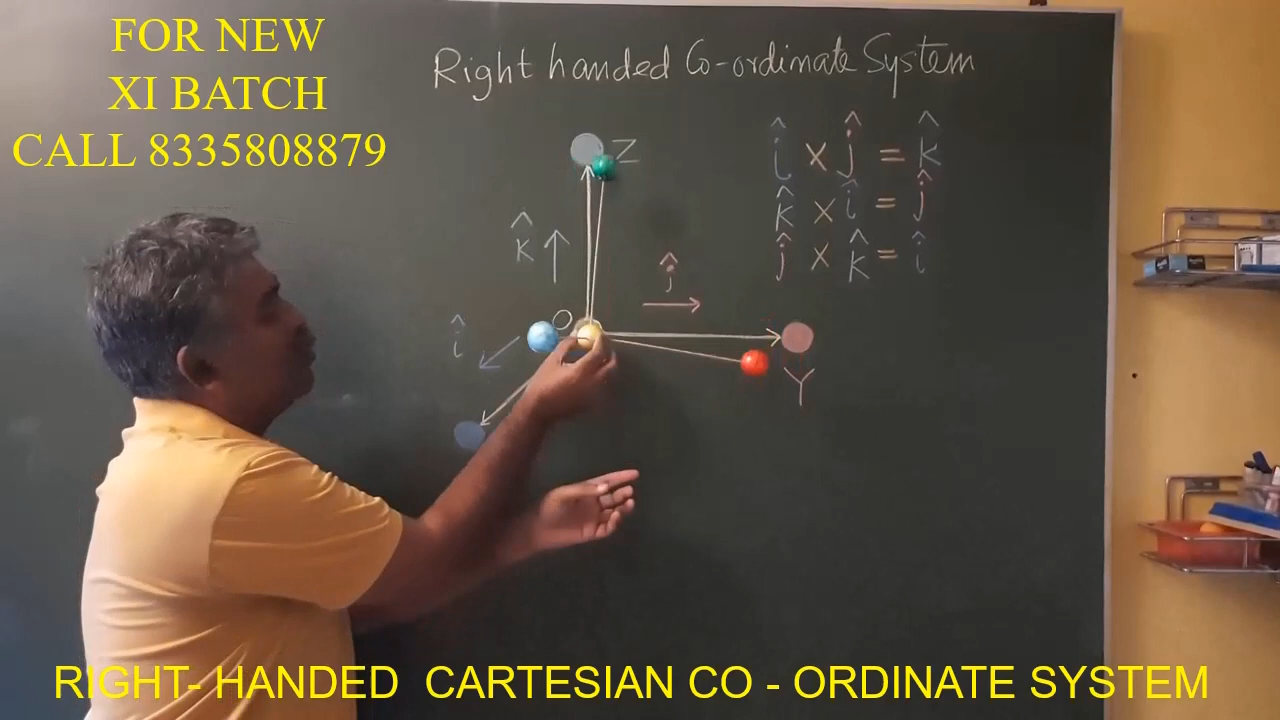 FOR NEW
XI BATCH
CALL 8335808879
Right handed Co-ordinate System
Z
î × ĵ = k̂
k̂ × î = ĵ
ĵ × k̂ = î
k̂
ĵ
O
î
Y
RIGHT- HANDED CARTESIAN CO - ORDINATE SYSTEM